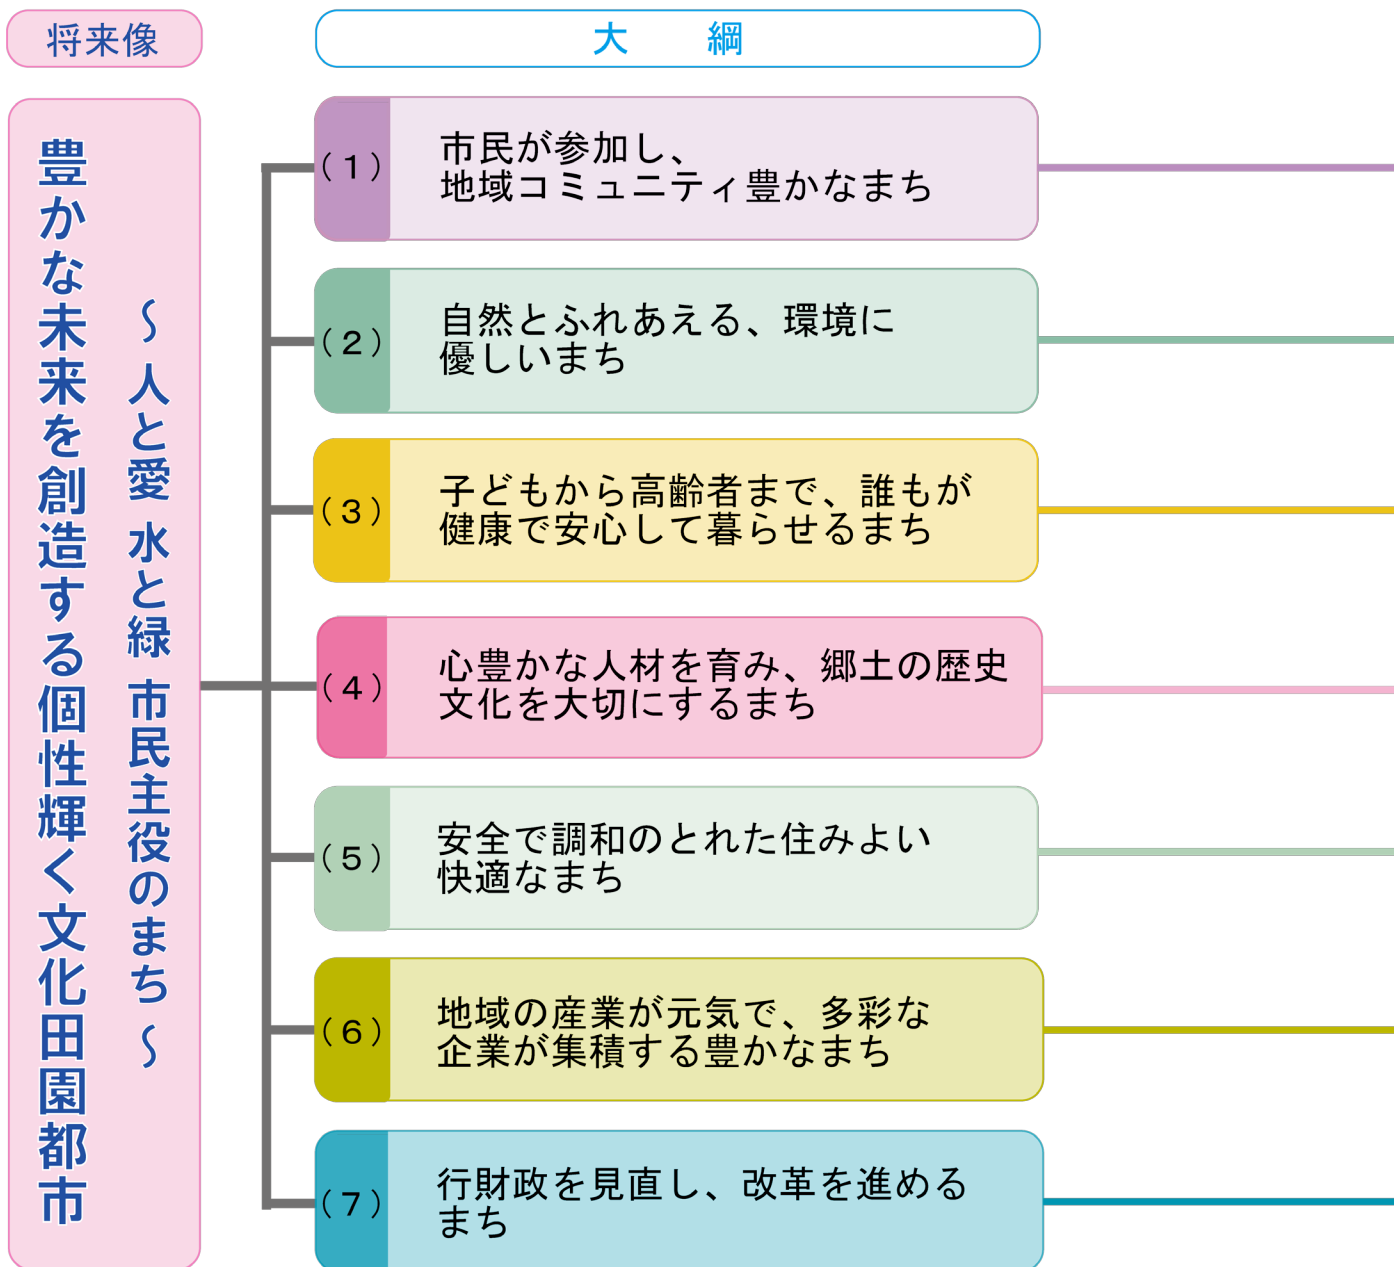 将来像
大　綱
豊かな未来を創造する個性輝く文化田園都市
～人と愛 水と緑 市民主役のまち～
（1）
市民が参加し、
地域コミュニティ豊かなまち
（2）
自然とふれあえる、環境に
優しいまち
（3）
子どもから高齢者まで、誰もが
健康で安心して暮らせるまち
（4）
心豊かな人材を育み、郷土の歴史
文化を大切にするまち
（5）
安全で調和のとれた住みよい
快適なまち
（6）
地域の産業が元気で、多彩な
企業が集積する豊かなまち
（7）
行財政を見直し、改革を進める
まち